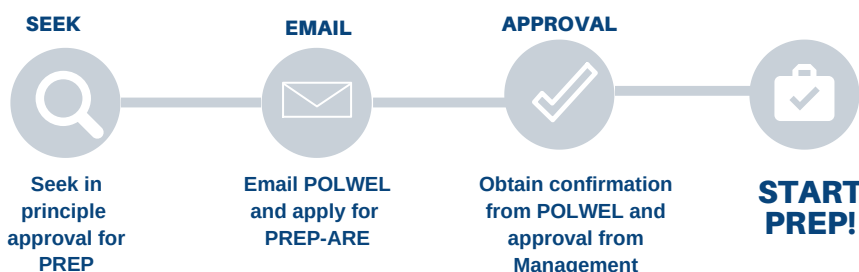 SEEK
EMAIL
APPROVAL
Seek in
principle
approval for
PREP
Email POLWEL
and apply for
PREP-ARE
Obtain confirmation
from POLWEL and
approval from
Management
START
PREP!